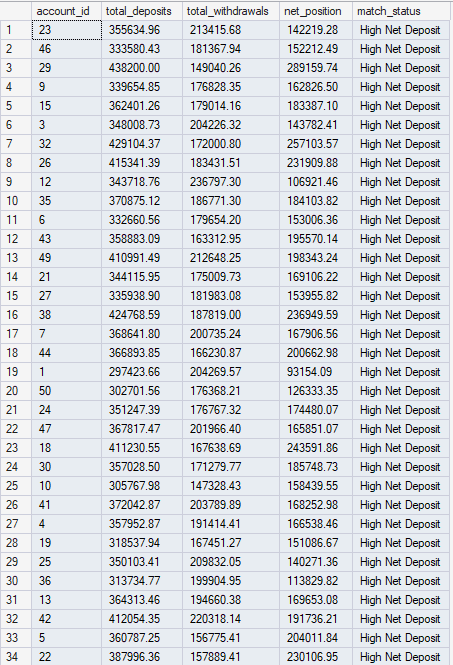 account_id total_deposits total_withdrawals net_position match_status
1 23 355634.96 213415.68 142219.28 High Net Deposit
2 46 333580.43 181367.94 152212.49 High Net Deposit
3 29 438200.00 149040.26 289159.74 High Net Deposit
4 9 339654.85 176828.35 162826.50 High Net Deposit
5 15 362401.26 179014.16 183387.10 High Net Deposit
6 3 348008.73 204226.32 143782.41 High Net Deposit
7 32 429104.37 172000.80 257103.57 High Net Deposit
8 26 415341.39 183431.51 231909.88 High Net Deposit
9 12 343718.76 236797.30 106921.46 High Net Deposit
10 35 370875.12 186771.30 184103.82 High Net Deposit
11 6 332660.56 179654.20 153006.36 High Net Deposit
12 43 358883.09 163312.95 195570.14 High Net Deposit
13 49 410991.49 212648.25 198343.24 High Net Deposit
14 21 344115.95 175009.73 169106.22 High Net Deposit
15 27 335938.90 181983.08 153955.82 High Net Deposit
16 38 424768.59 187819.00 236949.59 High Net Deposit
17 7 368641.80 200735.24 167906.56 High Net Deposit
18 44 366893.85 166230.87 200662.98 High Net Deposit
19 1 297423.66 204269.57 93154.09 High Net Deposit
20 50 302701.56 176368.21 126333.35 High Net Deposit
21 24 351247.39 176767.32 174480.07 High Net Deposit
22 47 367817.47 201966.40 165851.07 High Net Deposit
23 18 411230.55 167638.69 243591.86 High Net Deposit
24 30 357028.50 171279.77 185748.73 High Net Deposit
25 10 305767.98 147328.43 158439.55 High Net Deposit
26 41 372042.87 203789.89 168252.98 High Net Deposit
27 4 357952.87 191414.41 166538.46 High Net Deposit
28 19 318537.94 167451.27 151086.67 High Net Deposit
29 25 350103.41 209832.05 140271.36 High Net Deposit
30 36 313734.77 199904.95 113829.82 High Net Deposit
31 13 364313.46 194660.38 169653.08 High Net Deposit
32 42 412054.35 220318.14 191736.21 High Net Deposit
33 5 360787.25 156775.41 204011.84 High Net Deposit
34 22 387996.36 157889.41 230106.95 High Net Deposit